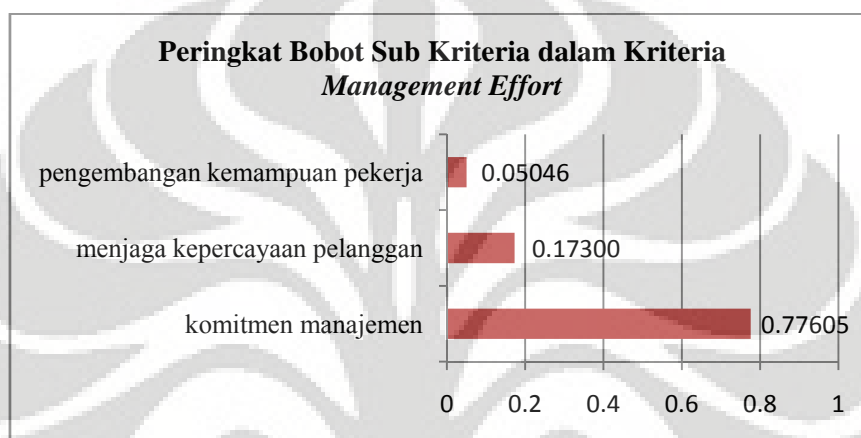 Peringkat Bobot Sub Kriteria dalam Kriteria
Management Effort
pengembangan kemampuan pekerja 0.05046
menjaga kepercayaan pelanggan 0.17300
komitmen manajemen 0.77605
0 0.2 0.4 0.6 0.8 1